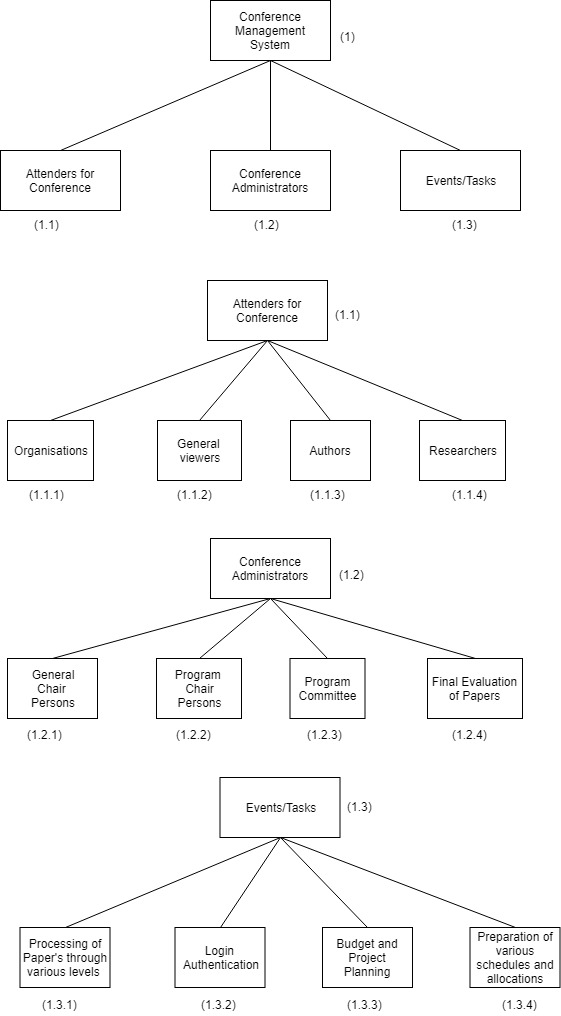 Conference
Management
System
(1)
Attenders for
Conference
Conference
Administrators
Events/Tasks
(1.1)
(1.2)
(1.3)
Attenders for
Conference
(1.1)
Organisations
General
viewers
Authors
Researchers
(1.1.1)
(1.1.2)
(1.1.3)
(1.1.4)
Conference
Administrators
(1.2)
General
Chair
Persons
Program
Chair
Persons
Program
Committee
Final Evaluation
of Papers
(1.2.1)
(1.2.2)
(1.2.3)
(1.2.4)
Events/Tasks
(1.3)
Processing of
Paper's through
various levels
Login
Authentication
Budget and
Project
Planning
Preparation of
various
schedules and
allocations
(1.3.1)
(1.3.2)
(1.3.3)
(1.3.4)